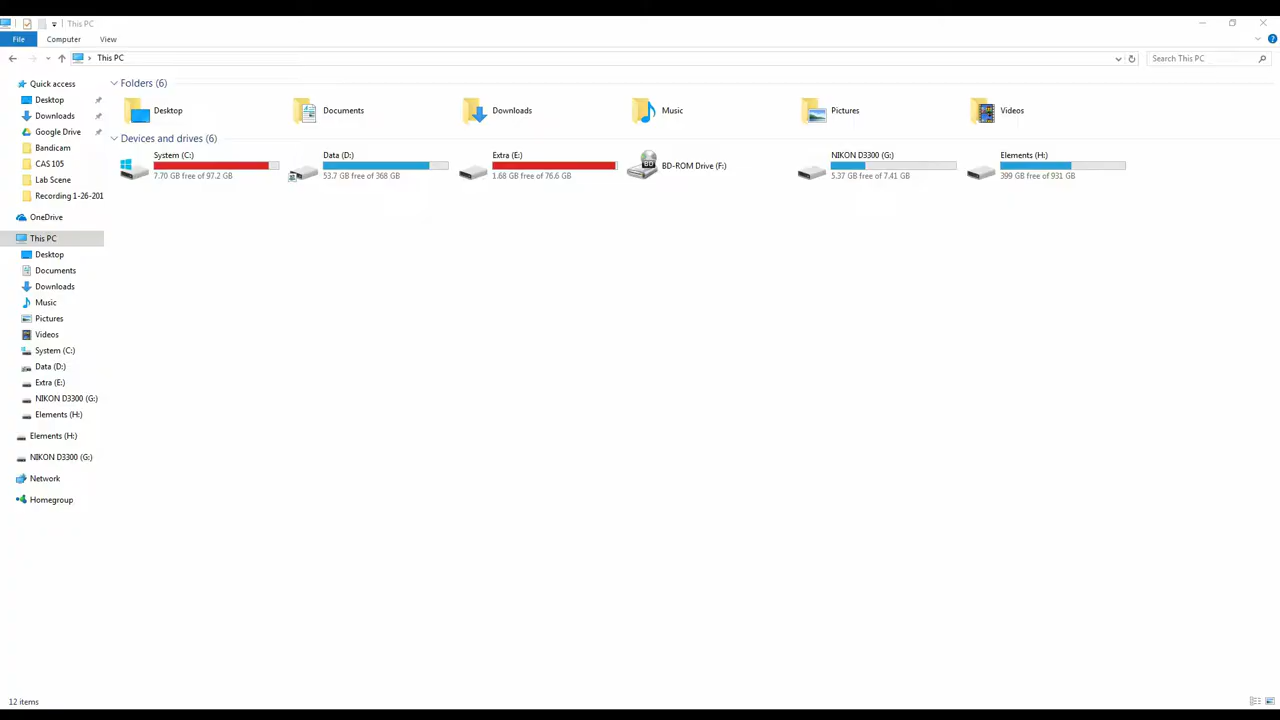 This PC
File Computer View
This PC Search This PC
Quick access
Desktop
Downloads
Google Drive
Bandicam
CAS 105
Lab Scene
Recording 1-26-201
OneDrive
This PC
Desktop
Documents
Downloads
Music
Pictures
Videos
System (C:)
Data (D:)
Extra (E:)
NIKON D3300 (G:)
Elements (H:)
Elements (H:)
NIKON D3300 (G:)
Network
Homegroup
Folders (6)
Desktop Documents Downloads Music Pictures Videos
Devices and drives (6)
System (C:)
7.70 GB free of 97.2 GB
Data (D:)
53.7 GB free of 368 GB
Extra (E:)
1.68 GB free of 76.6 GB
BD
BD-ROM Drive (F:)
NIKON D3300 (G:)
5.37 GB free of 7.41 GB
Elements (H:)
399 GB free of 931 GB
12 items